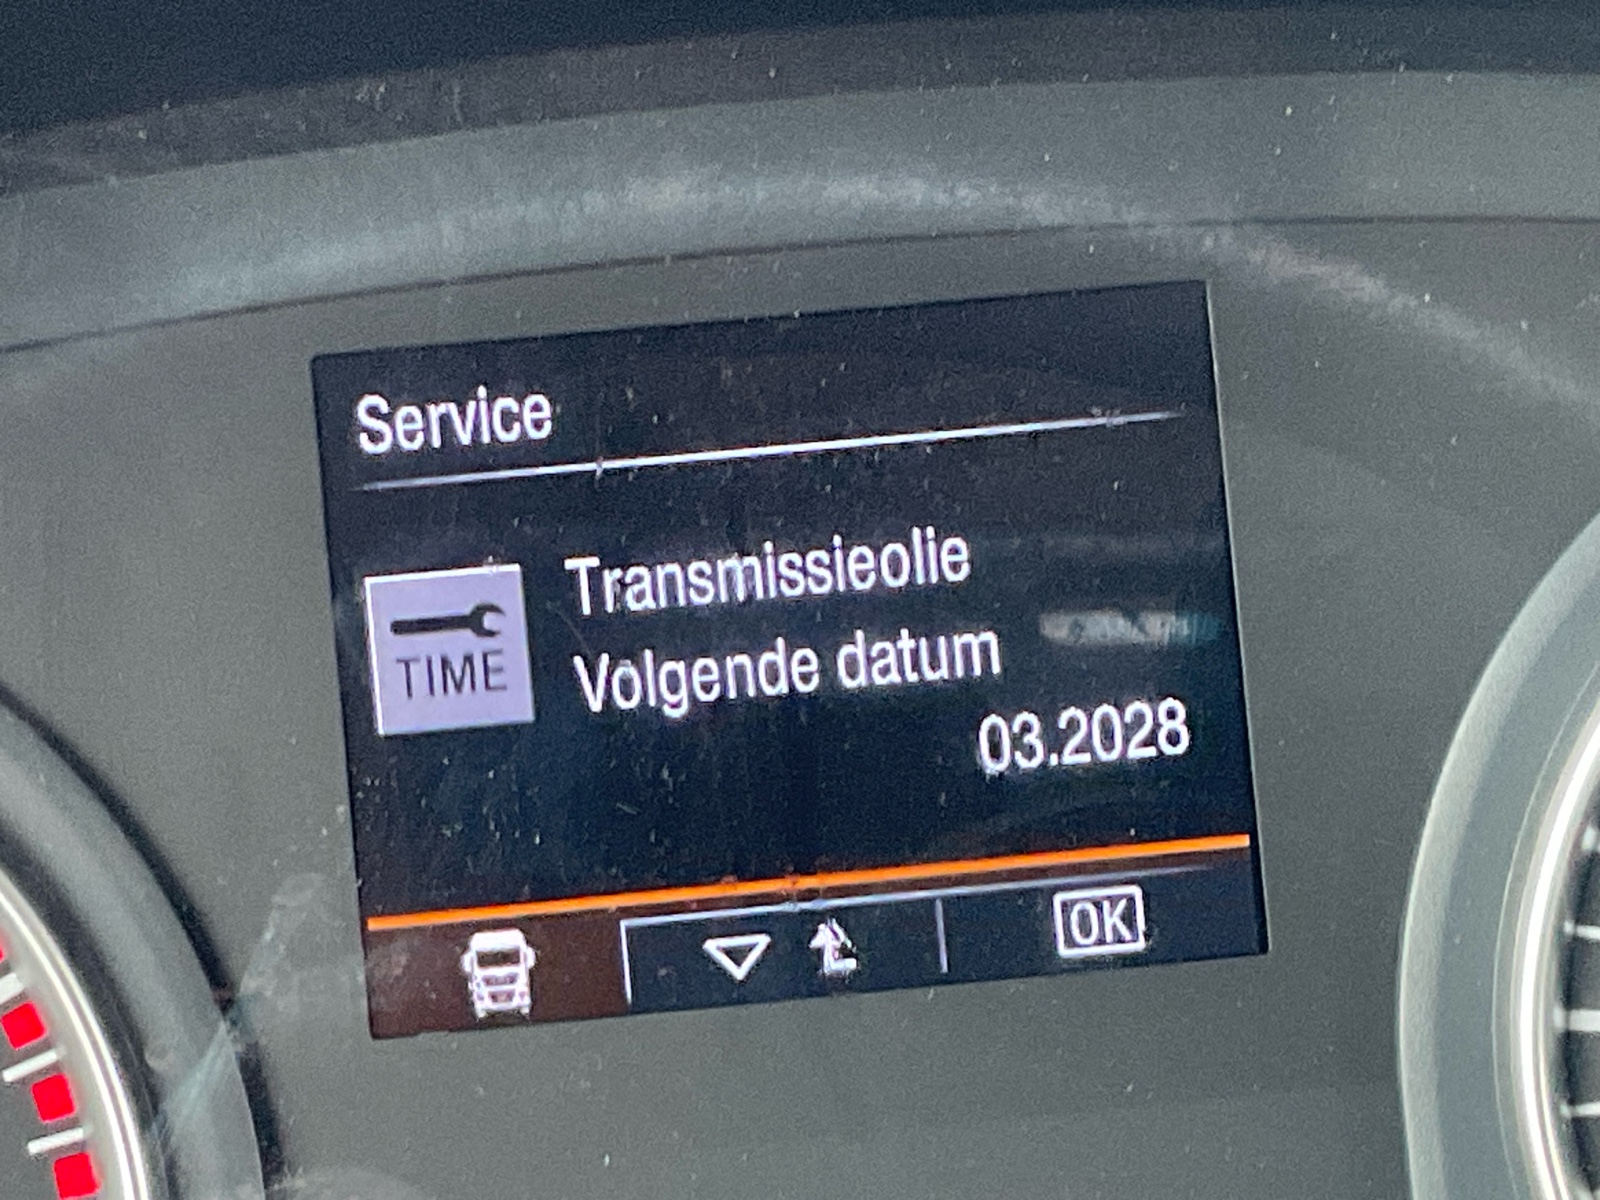 Service
TIME
Transmissieolie
Volgende datum
03.2028
OK